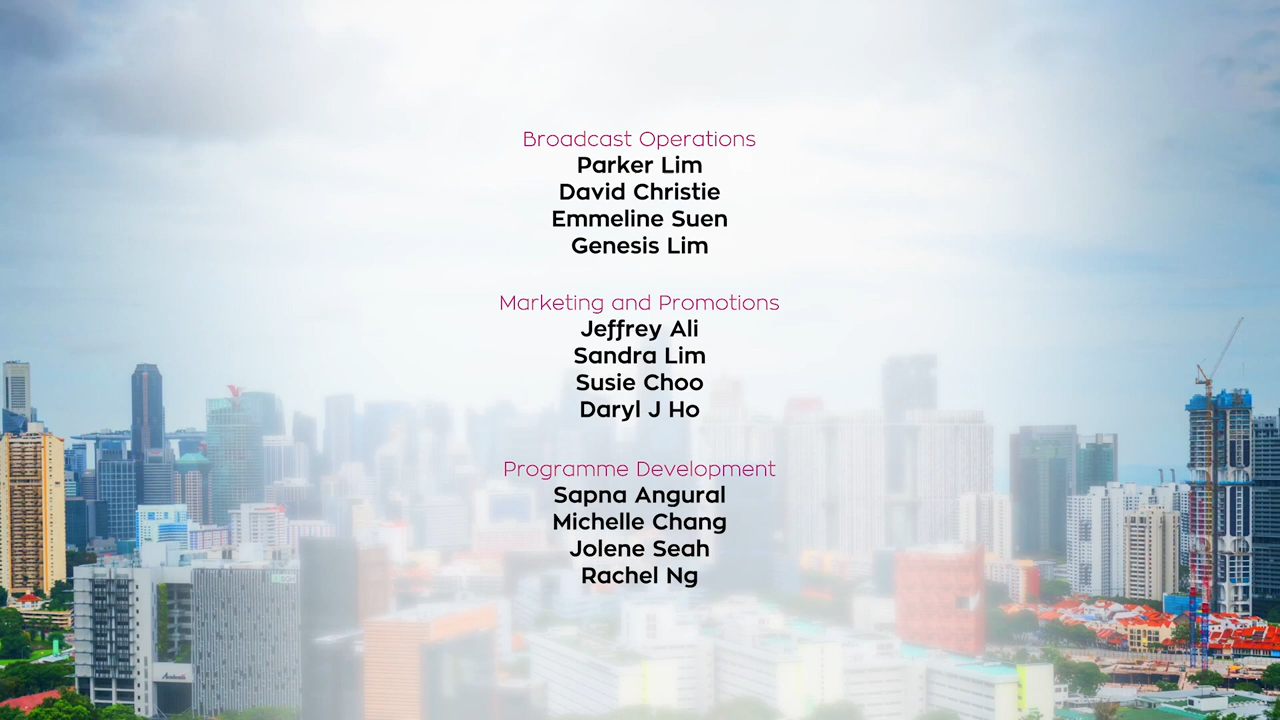 Broadcast Operations
Parker Lim
David Christie
Emmeline Suen
Genesis Lim
Marketing and Promotions
Jeffrey Ali
Sandra Lim
Susie Choo
Daryl J Ho
Programme Development
Sapna Angural
Michelle Chang
Jolene Seah
Rachel Ng